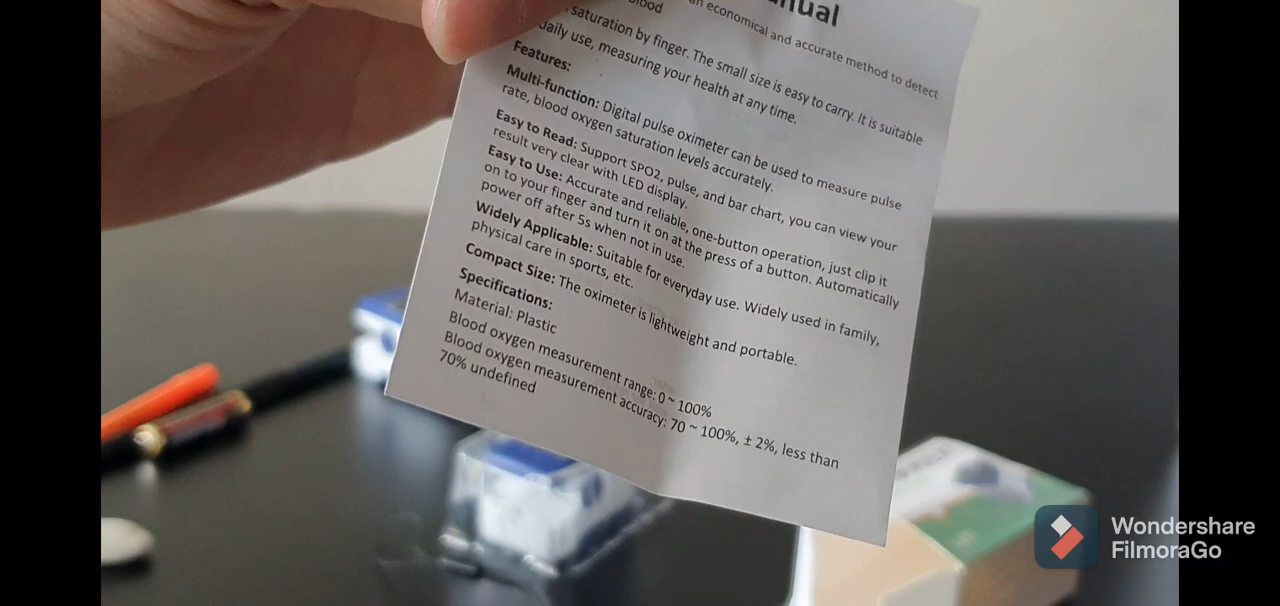 nual
an economical and accurate method to detect
blood
saturation by finger. The small size is easy to carry. It is suitable
daily use, measuring your health at any time.
Features:
Multi-function: Digital pulse oximeter can be used to measure pulse
rate, blood oxygen saturation levels accurately.
Easy to Read: Support SPO2, pulse, and bar chart, you can view your
result very clear with LED display.
Easy to Use: Accurate and reliable, one-button operation, just clip it
on to your finger and turn it on at the press of a button. Automatically
power off after 5s when not in use.
Widely Applicable: Suitable for everyday use. Widely used in family,
physical care in sports, etc.
Compact Size: The oximeter is lightweight and portable.
Specifications:
Material: Plastic
Blood oxygen measurement range: 0 ~ 100%
Blood oxygen measurement accuracy: 70 ~ 100%, ± 2%, less than
70% undefined
Wondershare
FilmoraGo